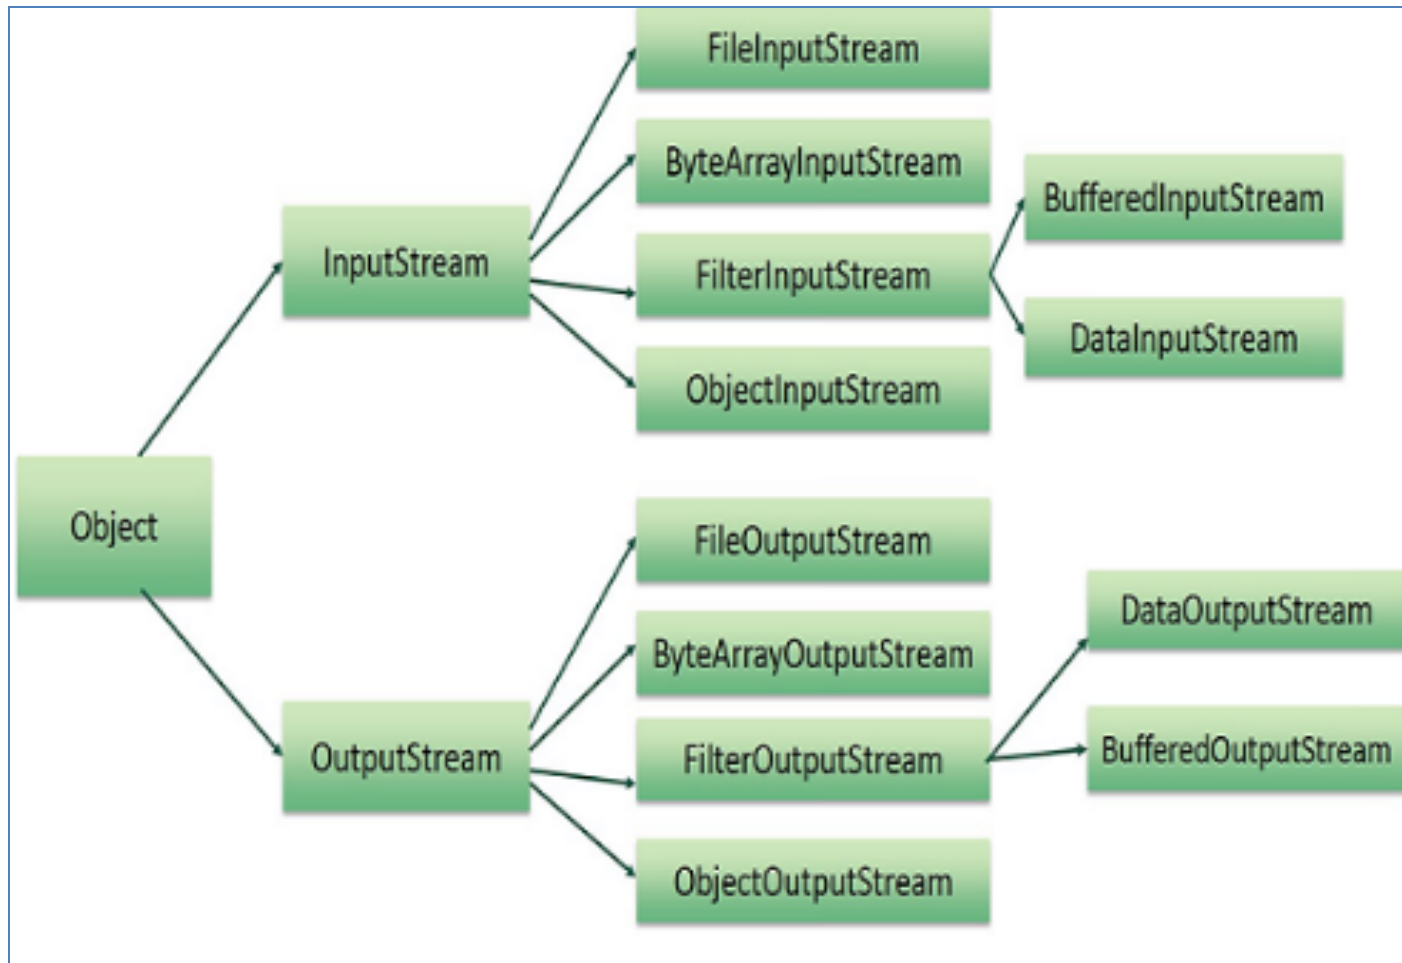 FileInputStream
ByteArrayInputStream
BufferedInputStream
InputStream
FilterInputStream
DataInputStream
ObjectInputStream
Object
FileOutputStream
DataOutputStream
ByteArrayOutputStream
OutputStream
FilterOutputStream
BufferedOutputStream
ObjectOutputStream